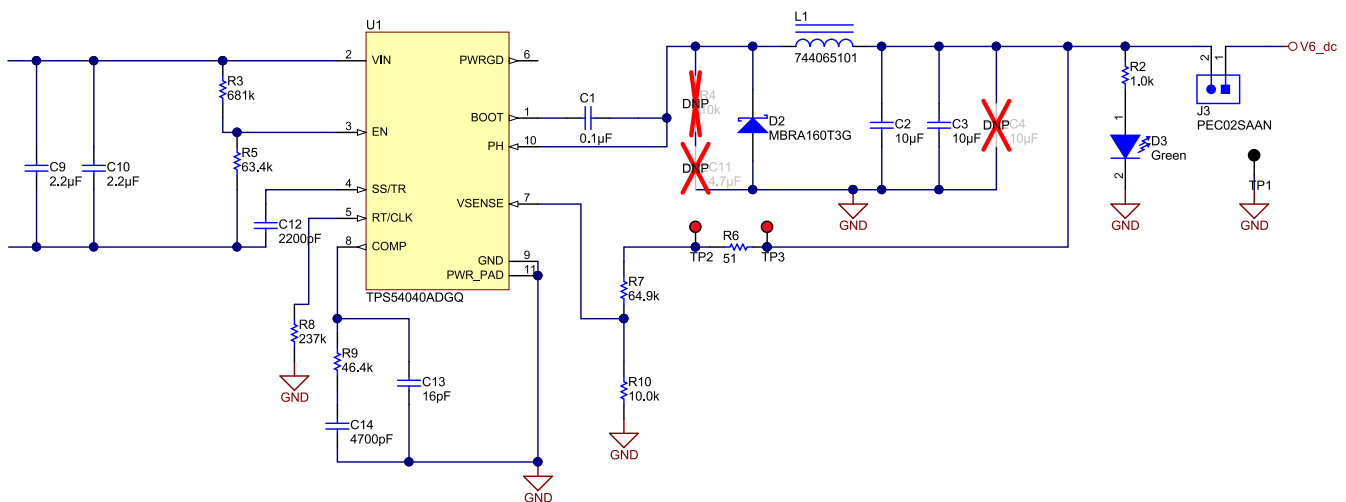 U1
TPS54040ADGQ
2
VIN
3
EN
4
SS/TR
5
RT/CLK
8
COMP
PWRGD
6
BOOT
1
PH
10
VSENSE
7
GND
9
PWR_PAD
11
C9
2.2µF
C10
2.2µF
R3
681k
R5
63.4k
C12
2200pF
R8
237k
GND
R9
46.4k
C14
4700pF
C13
16pF
GND
C1
0.1µF
R4
DNP
10k
C11
DNP
4.7µF
D2
MBRA160T3G
L1
744065101
C2
10µF
C3
10µF
C4
DNP
10µF
GND
TP2
R6
51
TP3
R7
64.9k
R10
10.0k
GND
R2
1.0k
1
D3
Green
2
GND
2
1
J3
PEC02SAAN
V6_dc
TP1
GND